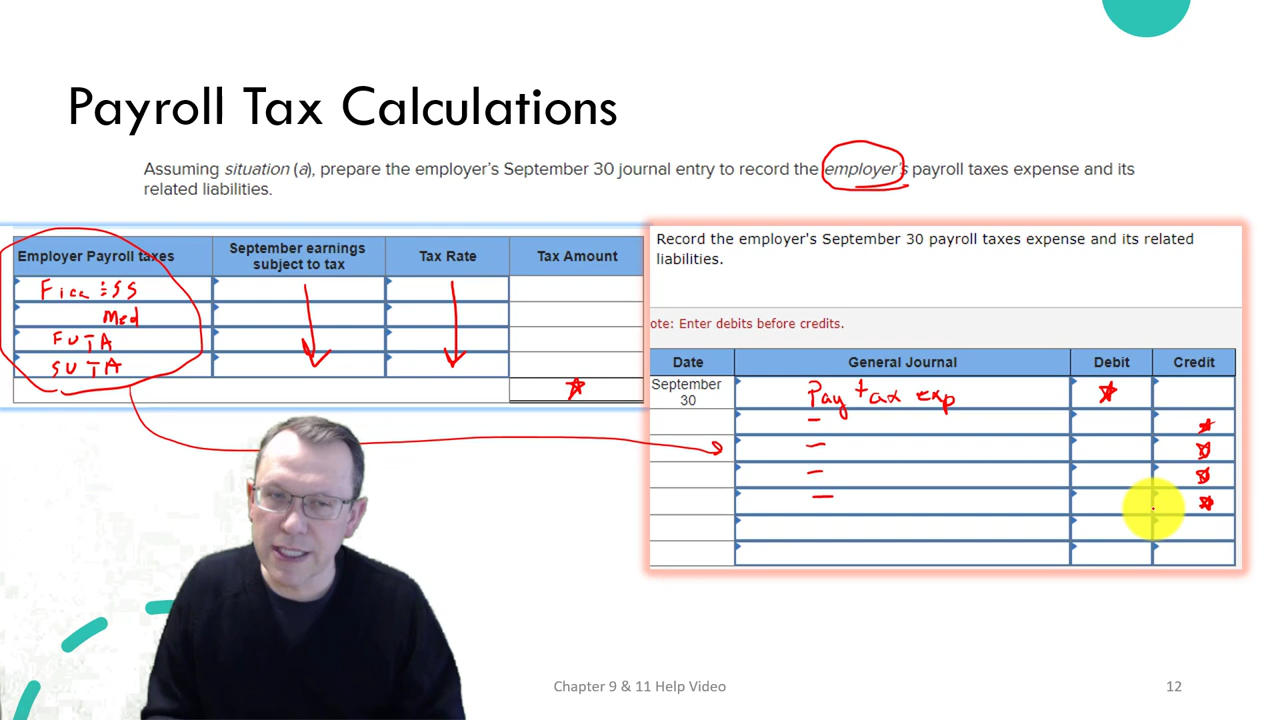 Payroll Tax Calculations
Assuming situation (a), prepare the employer's September 30 journal entry to record the employer's payroll taxes expense and its
related liabilities.
Employer Payroll taxes
September earnings
subject to tax
Tax Rate
Tax Amount
Fica : SS
Med
FUTA
SUTA
Record the employer's September 30 payroll taxes expense and its related
liabilities.
ote: Enter debits before credits.
Date
General Journal
Debit
Credit
September
30
Pay tax exp
Chapter 9 & 11 Help Video
12